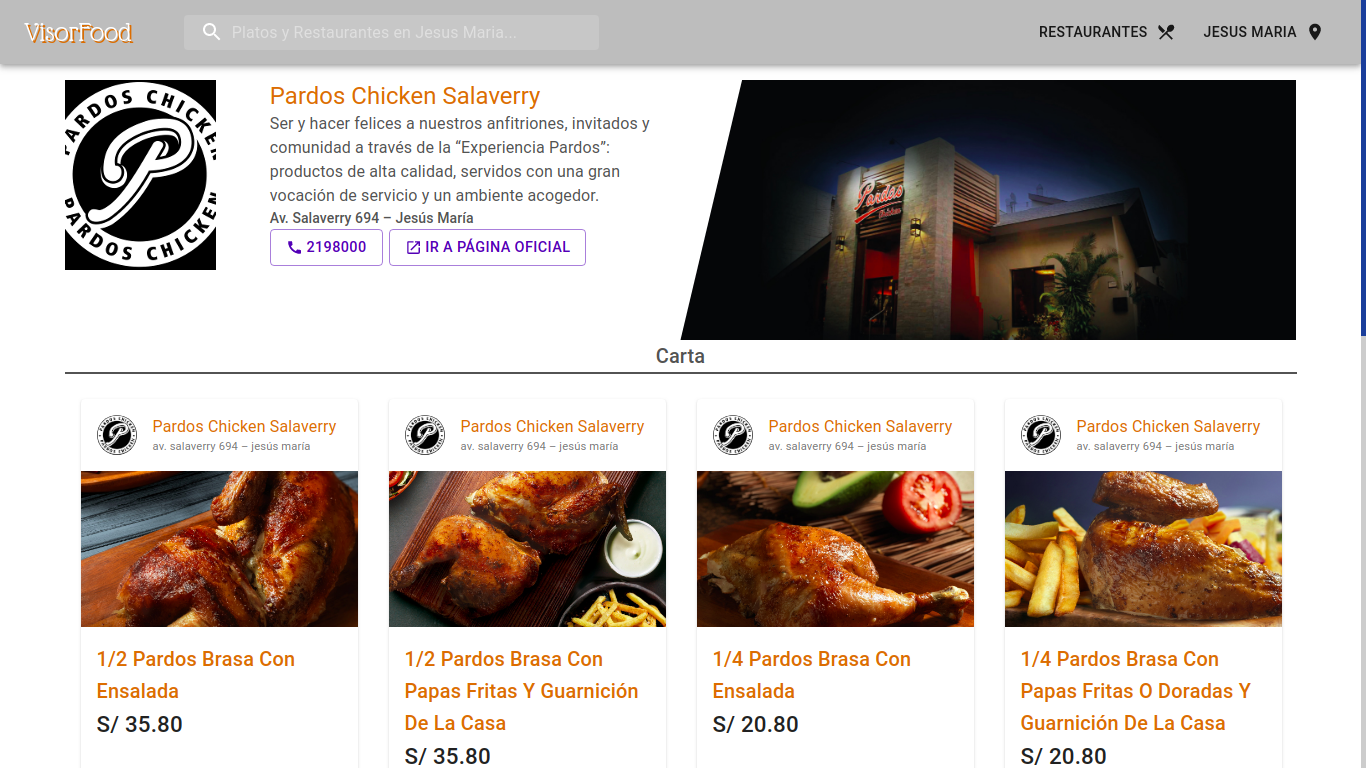 VisorFood
Platos y Restaurantes en Jesus Maria...
RESTAURANTES
JESUS MARIA
PARDOS CHICKEN
P
PARDOS CHICKEN
Pardos Chicken Salaverry
Ser y hacer felices a nuestros anfitriones, invitados y
comunidad a través de la “Experiencia Pardos”:
productos de alta calidad, servidos con una gran
vocación de servicio y un ambiente acogedor.
Av. Salaverry 694 – Jesús María
2198000
IR A PÁGINA OFICIAL
Pardos
Chicken
Carta
Pardos Chicken Salaverry
av. salaverry 694 – jesús maría
1/2 Pardos Brasa Con
Ensalada
S/ 35.80
Pardos Chicken Salaverry
av. salaverry 694 – jesús maría
1/2 Pardos Brasa Con
Papas Fritas Y Guarnición
De La Casa
S/ 35.80
Pardos Chicken Salaverry
av. salaverry 694 – jesús maría
1/4 Pardos Brasa Con
Ensalada
S/ 20.80
Pardos Chicken Salaverry
av. salaverry 694 – jesús maría
1/4 Pardos Brasa Con
Papas Fritas O Doradas Y
Guarnición De La Casa
S/ 20.80